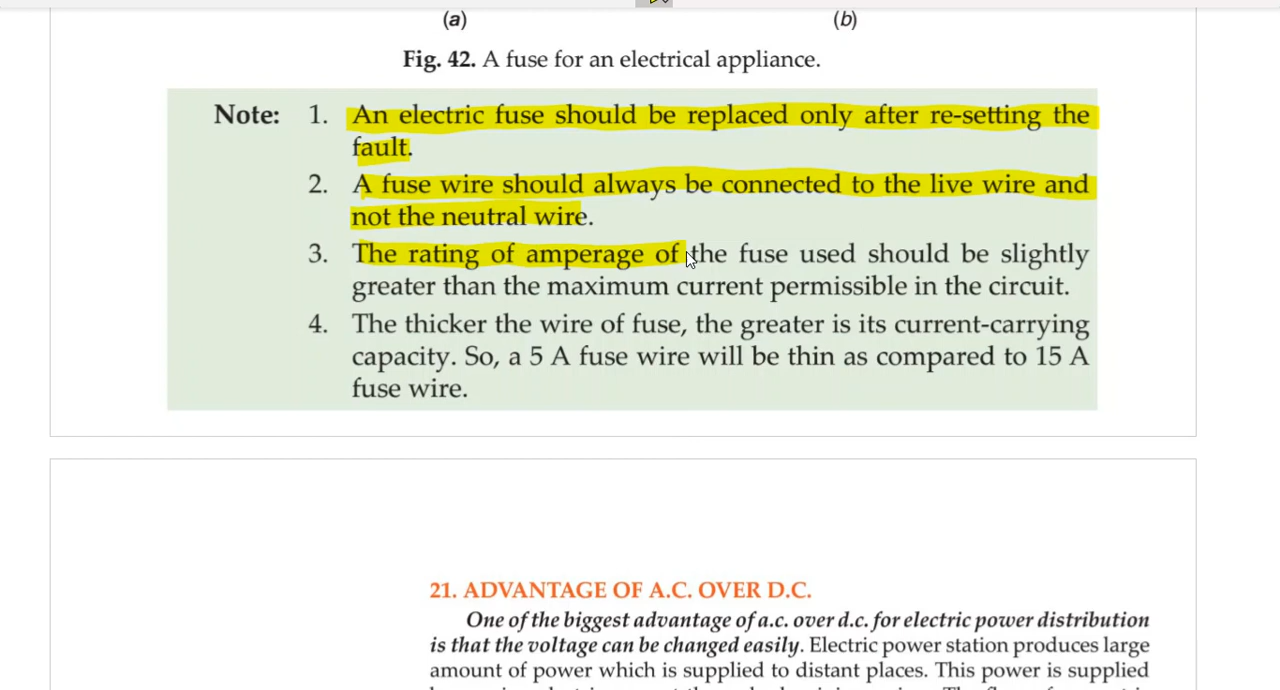 (a) (b)
Fig. 42. A fuse for an electrical appliance.
Note: 1. An electric fuse should be replaced only after re-setting the
fault.
2. A fuse wire should always be connected to the live wire and
not the neutral wire.
3. The rating of amperage of the fuse used should be slightly
greater than the maximum current permissible in the circuit.
4. The thicker the wire of fuse, the greater is its current-carrying
capacity. So, a 5 A fuse wire will be thin as compared to 15 A
fuse wire.
21. ADVANTAGE OF A.C. OVER D.C.
One of the biggest advantage of a.c. over d.c. for electric power distribution
is that the voltage can be changed easily. Electric power station produces large
amount of power which is supplied to distant places. This power is supplied